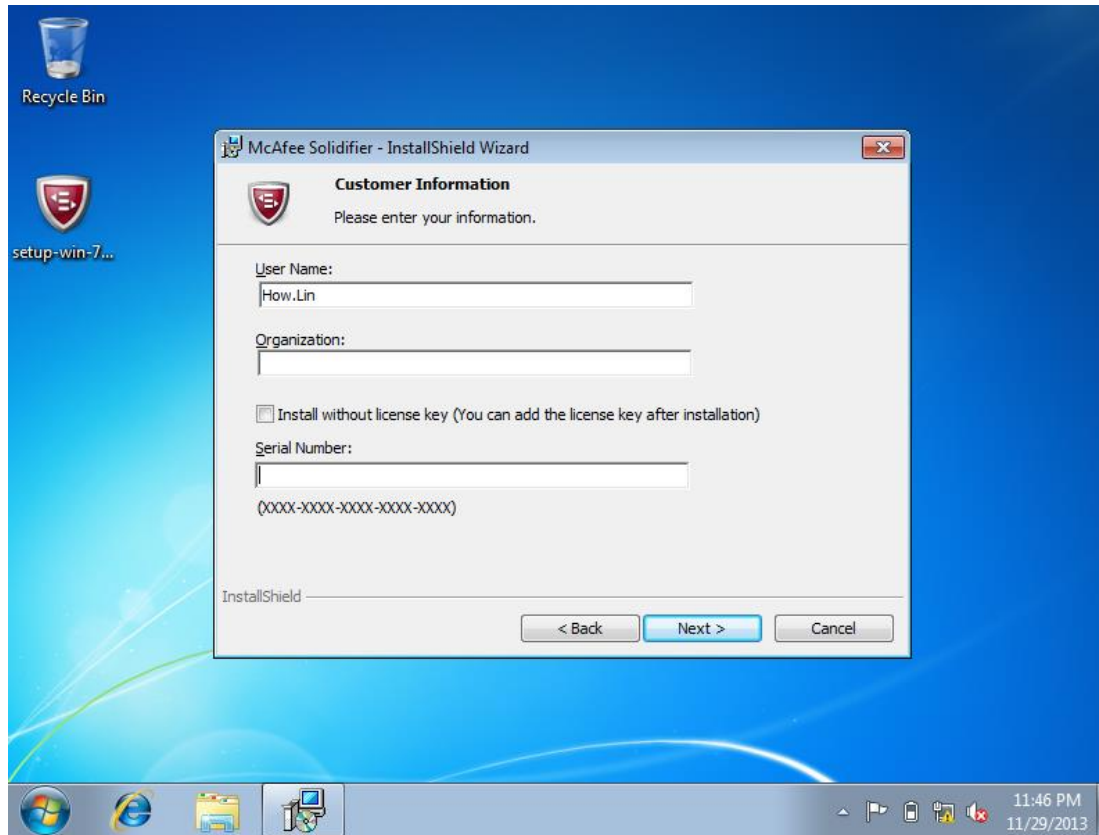 Recycle Bin
setup-win-7...
McAfee Solidifier - InstallShield Wizard
Customer Information
Please enter your information.
User Name:
How.Lin
Organization:
Install without license key (You can add the license key after installation)
Serial Number:
(XXXX-XXXX-XXXX-XXXX-XXXX)
InstallShield
< Back Next > Cancel
11:46 PM
11/29/2013